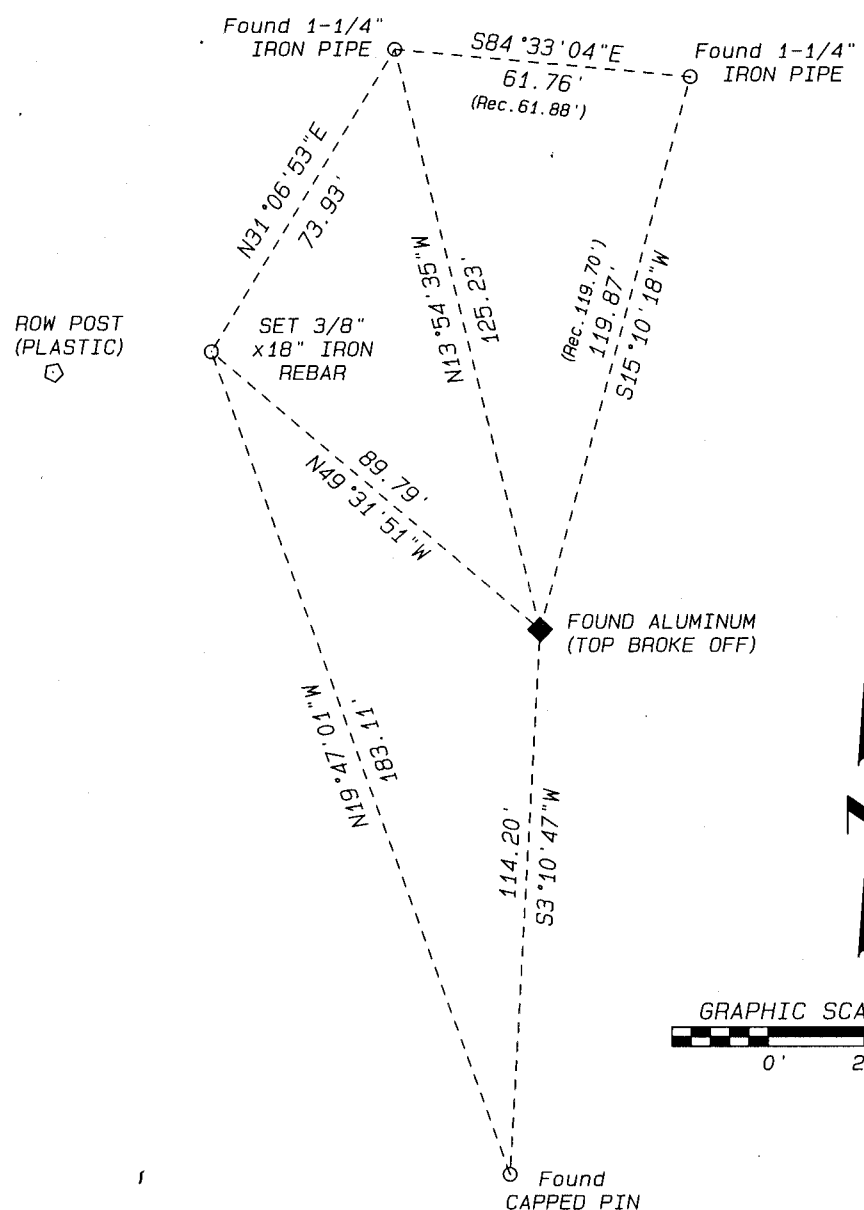 Found 1-1/4"
IRON PIPE
S84°33'04"E
61.76'
(Rec.61.88')
Found 1-1/4"
IRON PIPE
N31°06'53"E
73.93'
N13°54'35"W
125.23'
(Rec.119.70')
119.87'
S15°10'18"W
ROW POST
(PLASTIC)
SET 3/8"
x18" IRON
REBAR
89.79'
N49°31'51"W
FOUND ALUMINUM
(TOP BROKE OFF)
N19°47'01"W
183.11'
114.20'
S3°10'47"W
GRAPHIC SCA
0' 2
Found
CAPPED PIN